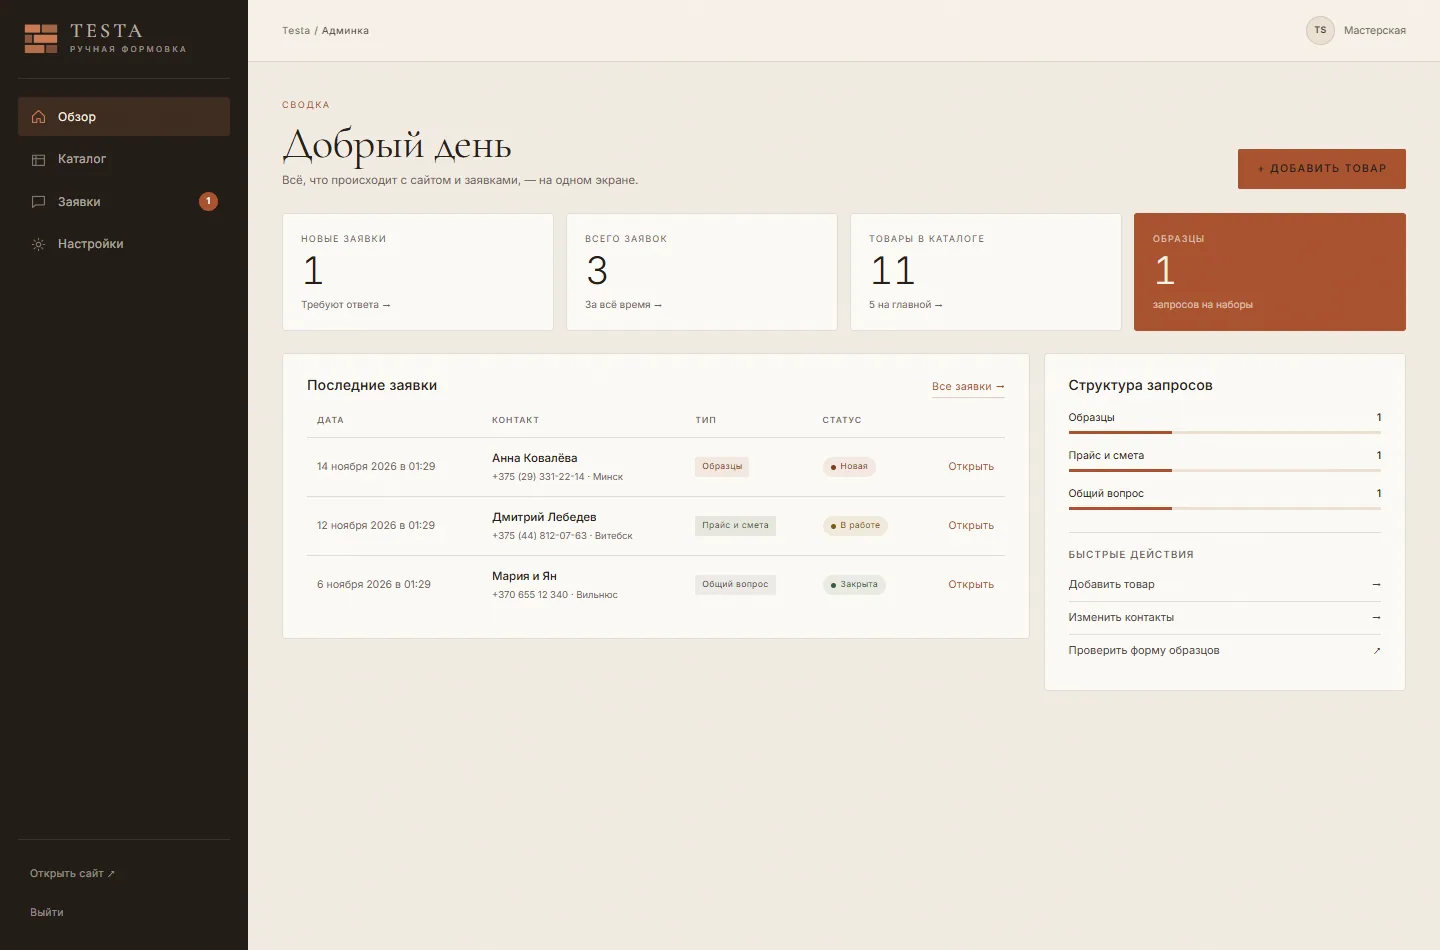 TESTA
РУЧНАЯ ФОРМОВКА
Обзор
Каталог
Заявки 1
Настройки
Открыть сайт ↗
Выйти
Testa / Админка
TS Мастерская
СВОДКА
Добрый день
Всё, что происходит с сайтом и заявками, — на одном экране.
+ ДОБАВИТЬ ТОВАР
НОВЫЕ ЗАЯВКИ
1
Требуют ответа →
ВСЕГО ЗАЯВОК
3
За всё время →
ТОВАРЫ В КАТАЛОГЕ
11
5 на главной →
ОБРАЗЦЫ
1
запросов на наборы
Последние заявки
Все заявки →
ДАТА КОНТАКТ ТИП СТАТУС
14 ноября 2026 в 01:29 Анна Ковалёва Образцы Новая Открыть
+375 (29) 331-22-14 · Минск
12 ноября 2026 в 01:29 Дмитрий Лебедев Прайс и смета В работе Открыть
+375 (44) 812-07-63 · Витебск
6 ноября 2026 в 01:29 Мария и Ян Общий вопрос Закрыта Открыть
+370 655 12 340 · Вильнюс
Структура запросов
Образцы 1
Прайс и смета 1
Общий вопрос 1
БЫСТРЫЕ ДЕЙСТВИЯ
Добавить товар →
Изменить контакты →
Проверить форму образцов ↗